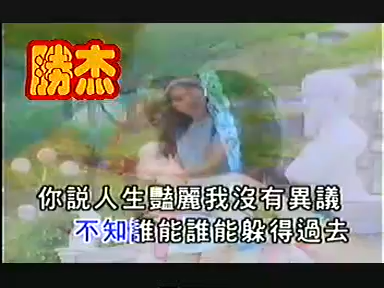 勝杰
你説人生豔麗我沒有異議
不知誰能誰能躲得過去